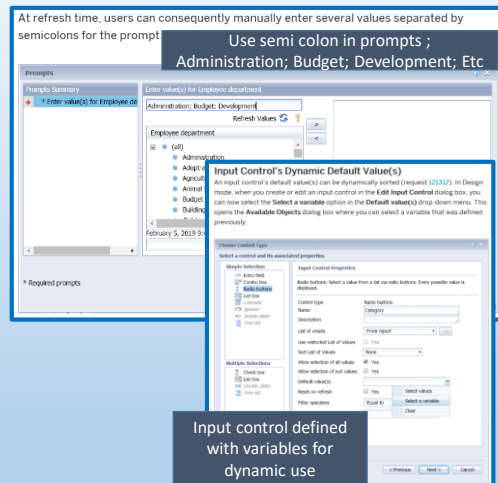 At refresh time, users can consequently manually enter several values separated by
semicolons for the prompt.
Use semi colon in prompts ;
Administration; Budget; Development; Etc
Prompts
Prompts Summary
Enter value(s) for Employee department
* Enter value(s) for Employee de
Administration; Budget; Development
Refresh Values
>
<
Employee department
(all)
Administration
Adopt-a
Agricult
Animal
Budget
Building
February 5, 2019 9:4
* Required prompts
Input Control's Dynamic Default Value(s)
An input control's default value(s) can be dynamically sorted (request 121312). In Design
mode, when you create or edit an input control in the Edit Input Control dialog box, you
can now select the Select a variable option in the Default value(s) drop-down menu. This
opens the Available Objects dialog box where you can select a variable that was defined
previously.
Choose Control Type
Select a control and its associated properties
Simple Selection
Entry field
Combo box
Radio buttons
List box
Calendar
Spinner
Simple slider
Tree list
Multiple Selections
Check box
List box
Double slider
Tree list
Input Control Properties
Radio buttons: Select a value from a list via radio buttons. Every possible value is
displayed.
Control type Radio buttons
Name Category
Description
List of values From report
Use restricted List of Values Yes
Sort List of Values None
Allow selection of all values Yes
Allow selection of null values Yes
Default value(s)
Reset on refresh Yes
Filter operators Equal to
Select values
Select a variable
Clear
Input control defined
with variables for
dynamic use
< Previous Next > Cancel